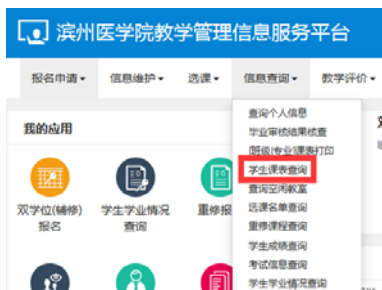 滨州医学院教学管理信息服务平台
报名申请 信息维护 选课 信息查询 教学评价
查询个人信息
毕业审核结果核查
(班级)专业课表打印
学生课表查询
查询空闲教室
选课名单查询
重修课程查询
学生成绩查询
考试信息查询
学生学业情况查询
我的应用
双学位(辅修)
报名
学生学业情况
查询
重修报